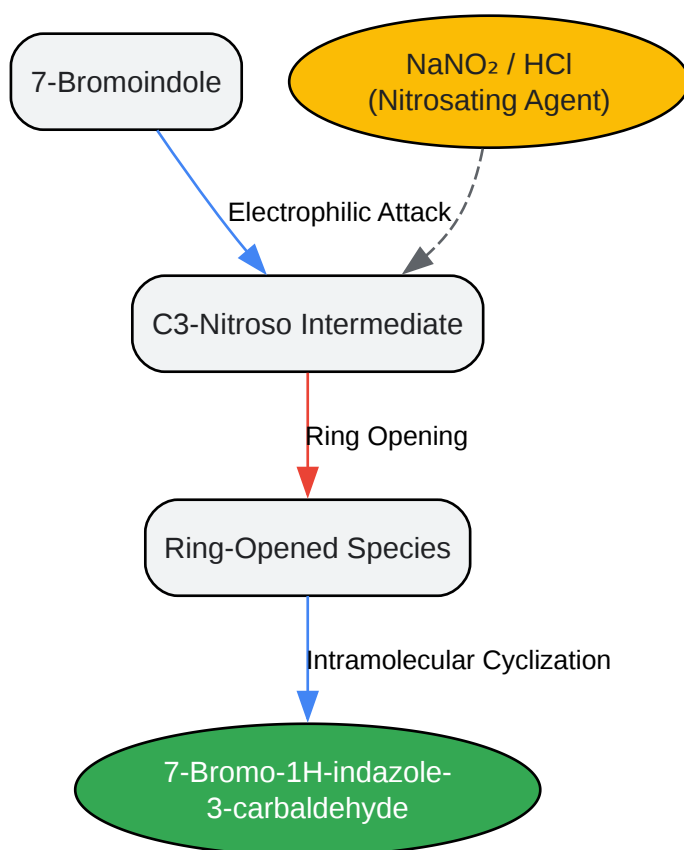 7-Bromoindole
NaNO₂ / HCl
(Nitrosating Agent)
Electrophilic Attack
C3-Nitroso Intermediate
Ring Opening
Ring-Opened Species
Intramolecular Cyclization
7-Bromo-1H-indazole-
3-carbaldehyde